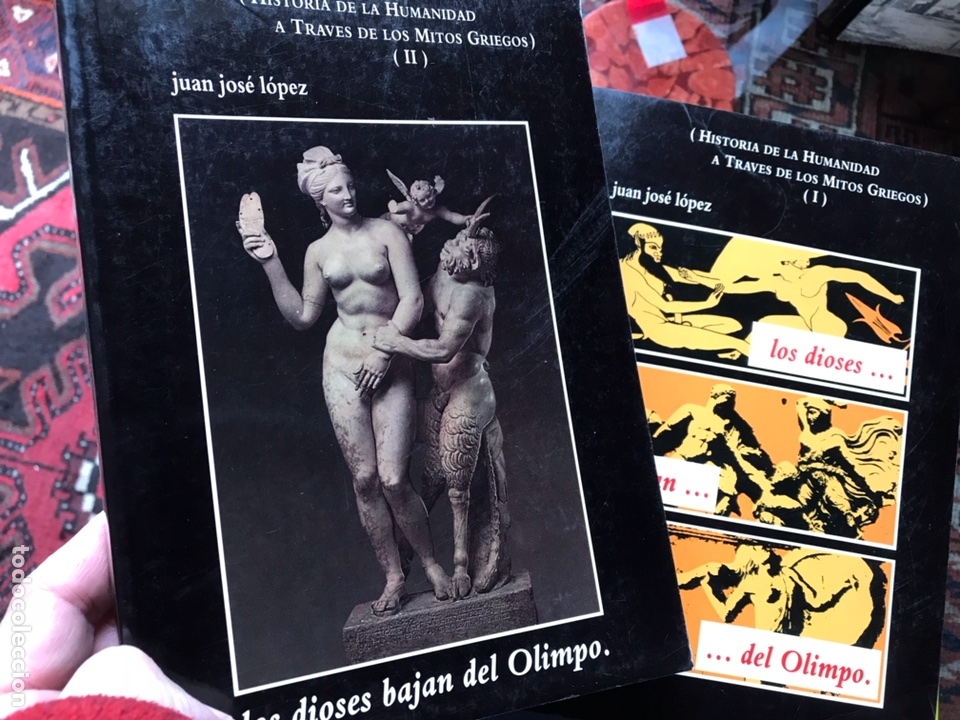 ( HISTORIA DE LA HUMANIDAD
A TRAVES DE LOS MITOS GRIEGOS)
( II )
juan josé lópez
los dioses bajan del Olimpo.
( HISTORIA DE LA HUMANIDAD
A TRAVES DE LOS MITOS GRIEGOS)
( I )
juan josé lópez
los dioses ...
an ...
... del Olimpo.
todocoleccion